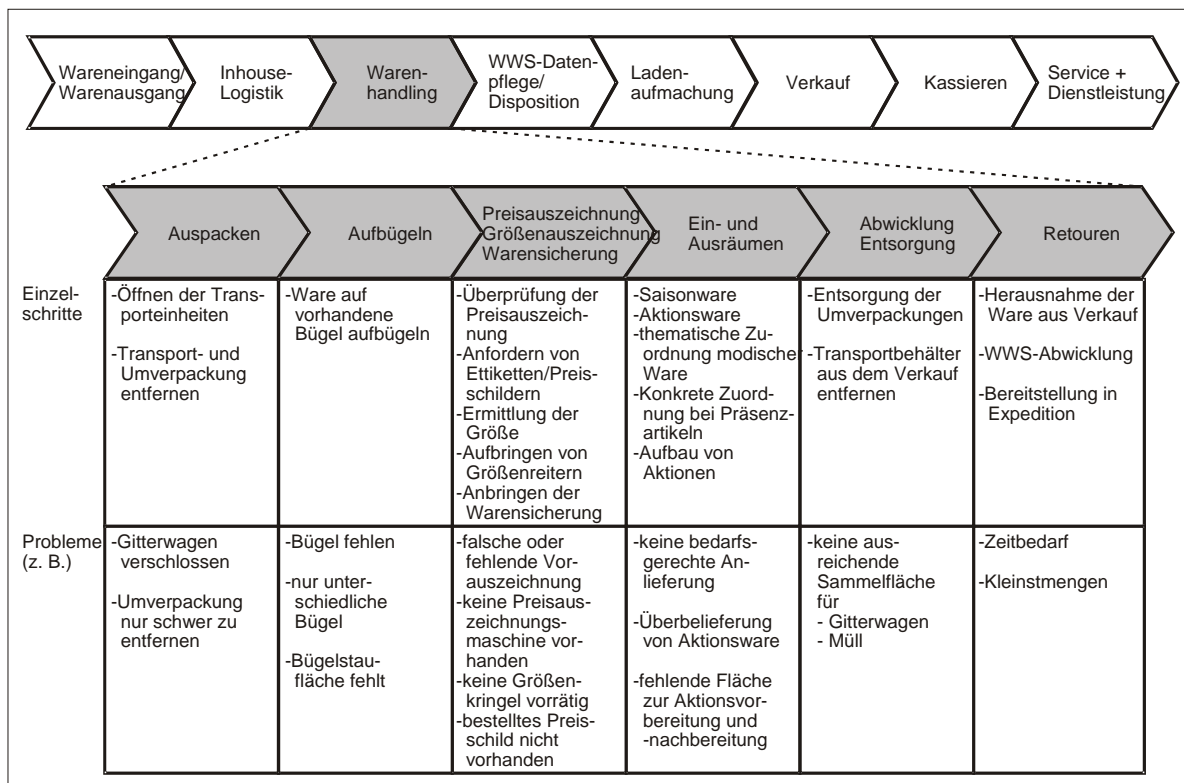 Wareneingang/
Warenausgang
Inhouse-
Logistik
Waren-
handling
WWS-Daten-
pflege/
Disposition
Laden-
aufmachung
Verkauf
Kassieren
Service +
Dienstleistung
Auspacken
Aufbügeln
Preisauszeichnung
Größenauszeichnung
Warensicherung
Ein- und
Ausräumen
Abwicklung
Entsorgung
Retouren
Einzel-
schritte
-Öffnen der Trans-
porteinheiten
-Transport- und
Umverpackung
entfernen
-Ware auf
vorhandene
Bügel aufbügeln
-Überprüfung der
Preisauszeich-
nung
-Anfordern von
Ettiketten/Preis-
schildern
-Ermittlung der
Größe
-Aufbringen von
Größenreitern
-Anbringen der
Warensicherung
-Saisonware
-Aktionsware
-thematische Zu-
ordnung modischer
Ware
-Konkrete Zuord-
nung bei Präsenz-
artikeln
-Aufbau von
Aktionen
-Entsorgung der
Umverpackungen
-Transportbehälter
aus dem Verkauf
entfernen
-Herausnahme der
Ware aus Verkauf
-WWS-Abwicklung
-Bereitstellung in
Expedition
Probleme
(z. B.)
-Gitterwagen
verschlossen
-Umverpackung
nur schwer zu
entfernen
-Bügel fehlen
-nur unter-
schiedliche
Bügel
-Bügelstau-
fläche fehlt
-falsche oder
fehlende Vor-
auszeichnung
-keine Preisaus-
zeichnungs-
maschine vor-
handen
-keine Größen-
kringel vorrätig
-bestelltes Preis-
schild nicht
vorhanden
-keine bedarfs-
gerechte An-
lieferung
-Überbelieferung
von Aktionsware
-fehlende Fläche
zur Aktionsvor-
bereitung und
-nachbereitung
-keine aus-
reichende
Sammelfläche
für
- Gitterwagen
- Müll
-Zeitbedarf
-Kleinstmengen